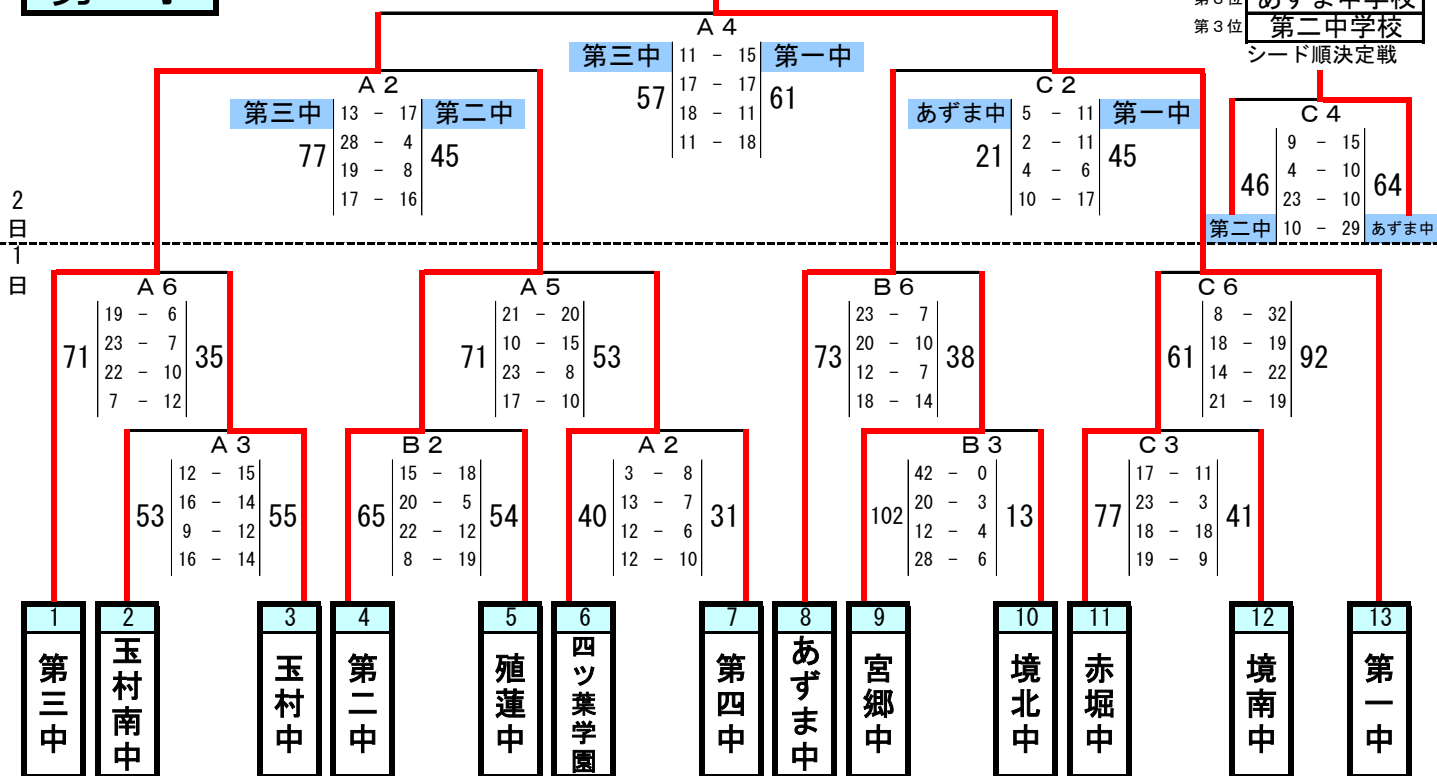 第3位 あずま中学校
第3位 第二中学校
シード順決定戦
A4
第三中 11 - 15 第一中
57 17 - 17 61
18 - 11
11 - 18
A2
第三中 13 - 17 第二中
77 28 - 4 45
19 - 8
17 - 16
C2
あずま中 5 - 11 第一中
21 2 - 11 45
4 - 6
10 - 17
C4
9 - 15
46 4 - 10 64
23 - 10
第二中 10 - 29 あずま中
2日
1日
A6
19 - 6
71 23 - 7 35
22 - 10
7 - 12
A5
21 - 20
71 10 - 15 53
23 - 8
17 - 10
B6
23 - 7
73 20 - 10 38
12 - 7
18 - 14
C6
8 - 32
61 18 - 19 92
14 - 22
21 - 19
A3
12 - 15
53 16 - 14 55
9 - 12
16 - 14
B2
15 - 18
65 20 - 5 54
22 - 12
8 - 19
A2
3 - 8
40 13 - 7 31
12 - 6
12 - 10
B3
42 - 0
102 20 - 3 13
12 - 4
28 - 6
C3
17 - 11
77 23 - 3 41
18 - 18
19 - 9
1 第三中
2 玉村南中
3 玉村中
4 第二中
5 殖蓮中
6 四ツ葉学園
7 第四中
8 あずま中
9 宮郷中
10 境北中
11 赤堀中
12 境南中
13 第一中